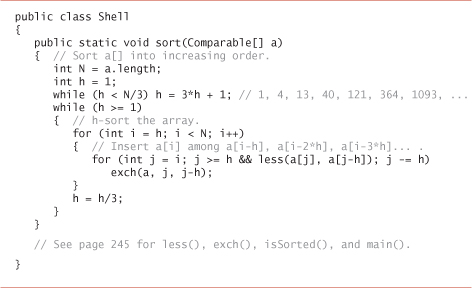 public class Shell
{
public static void sort(Comparable[] a)
{ // Sort a[] into increasing order.
int N = a.length;
int h = 1;
while (h < N/3) h = 3*h + 1; // 1, 4, 13, 40, 121, 364, 1093, ...
while (h >= 1)
{ // h-sort the array.
for (int i = h; i < N; i++)
{ // Insert a[i] among a[i-h], a[i-2*h], a[i-3*h]... .
for (int j = i; j >= h && less(a[j], a[j-h]); j -= h)
exch(a, j, j-h);
}
h = h/3;
}
}
// See page 245 for less(), exch(), isSorted(), and main().
}